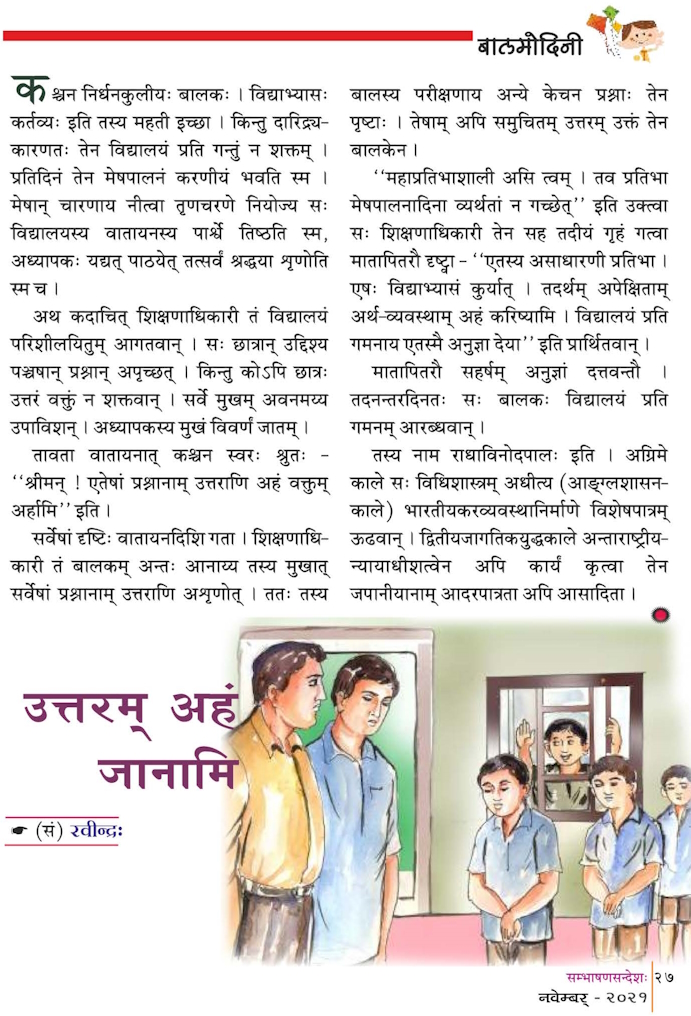 बालमोदिनी
कश्चन निर्धनकुलीयः बालकः । विद्याभ्यासः
कर्तव्यः इति तस्य महती इच्छा । किन्तु दारिद्र्य-
कारणतः तेन विद्यालयं प्रति गन्तुं न शक्तम् ।
प्रतिदिनं तेन मेषपालनं करणीयं भवति स्म ।
मेषान् चारणाय नीत्वा तृणचरणे नियोज्य सः
विद्यालयस्य वातायनस्य पार्श्वे तिष्ठति स्म,
अध्यापकः यद्यत् पाठयेत् तत्सर्वं श्रद्धया शृणोति
स्म च ।
अथ कदाचित् शिक्षणाधिकारी तं विद्यालयं
परिशीलयितुम् आगतवान् । सः छात्रान् उद्दिश्य
पञ्चषान् प्रश्नान् अपृच्छत् । किन्तु कोऽपि छात्रः
उत्तरं वक्तुं न शक्तवान् । सर्वे मुखम् अवनमय्य
उपाविशन् । अध्यापकस्य मुखं विवर्णं जातम् ।
तावता वातायनात् कश्चन स्वरः श्रुतः -
‘‘श्रीमन् ! एतेषां प्रश्नानाम् उत्तराणि अहं वक्तुम्
अर्हामि’’ इति ।
सर्वेषां दृष्टिः वातायनदिशि गता । शिक्षणाधि-
कारी तं बालकम् अन्तः आनाय्य तस्य मुखात्
सर्वेषां प्रश्नानाम् उत्तराणि अशृणोत् । ततः तस्य
बालस्य परीक्षणाय अन्ये केचन प्रश्नाः तेन
पृष्टाः । तेषाम् अपि समुचितम् उत्तरम् उक्तं तेन
बालकेन ।
‘‘महाप्रतिभाशाली असि त्वम् । तव प्रतिभा
मेषपालनादिना व्यर्थतां न गच्छेत्’’ इति उक्त्वा
सः शिक्षणाधिकारी तेन सह तदीयं गृहं गत्वा
मातापितरौ दृष्ट्वा - ‘‘एतस्य असाधारणी प्रतिभा ।
एषः विद्याभ्यासं कुर्यात् । तदर्थम् अपेक्षिताम्
अर्थ-व्यवस्थाम् अहं करिष्यामि । विद्यालयं प्रति
गमनाय एतस्मै अनुज्ञा देया’’ इति प्रार्थितवान् ।
मातापितरौ सहर्षम् अनुज्ञां दत्तवन्तौ ।
तदनन्तरदिनतः सः बालकः विद्यालयं प्रति
गमनम् आरब्धवान् ।
तस्य नाम राधाविनोदपालः इति । अग्रिमे
काले सः विधिशास्त्रम् अधीत्य (आङ्ग्लशासन-
काले) भारतीयकरव्यवस्थानिर्माणे विशेषपात्रम्
ऊढवान् । द्वितीयजागतिकयुद्धकाले अन्ताराष्ट्रीय-
न्यायाधीशत्वेन अपि कार्यं कृत्वा तेन
जपानीयानाम् आदरपात्रता अपि आसादिता ।
उत्तरम् अहं
जानामि
☛ (सं) रवीन्द्रः
सम्भाषणसन्देशः २७
नवेम्बर् - २०२१